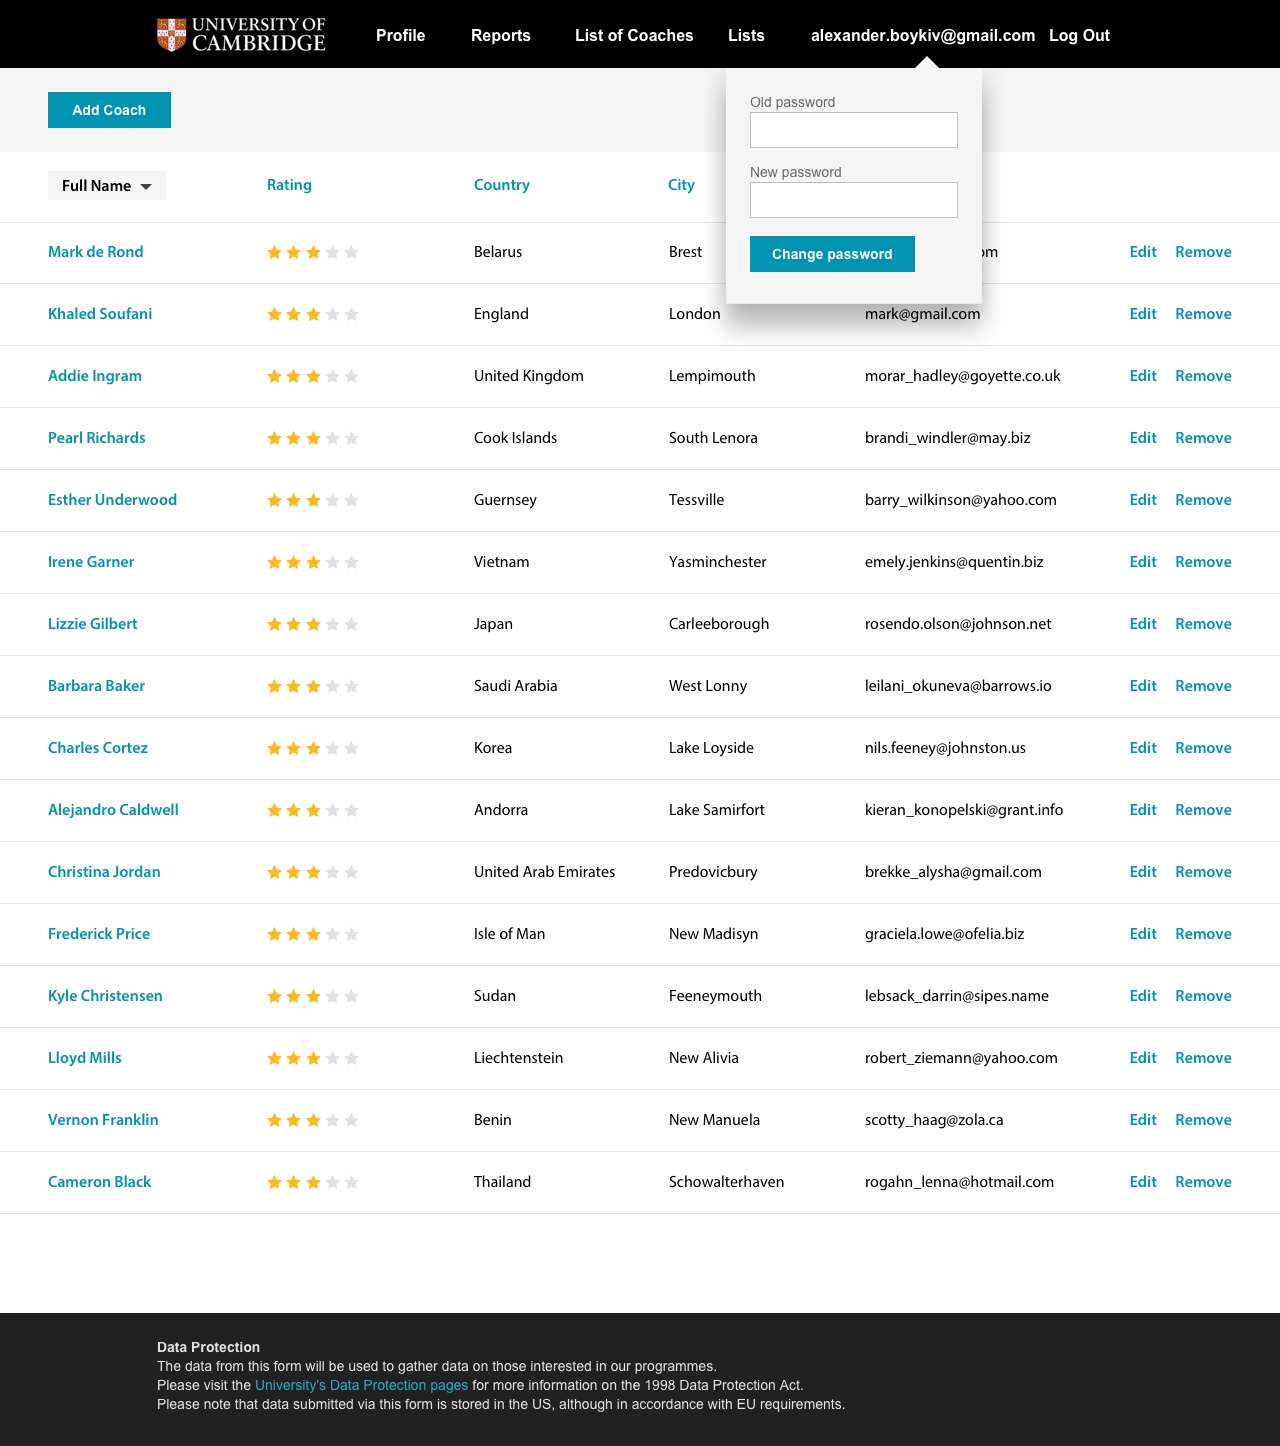 UNIVERSITY OF
CAMBRIDGE
Profile Reports List of Coaches Lists alexander.boykiv@gmail.com Log Out
Add Coach
Old password
New password
Change password
Full Name Rating Country City
Mark de Rond Belarus Brest Edit Remove
Khaled Soufani England London mark@gmail.com Edit Remove
Addie Ingram United Kingdom Lempimouth morar_hadley@goyette.co.uk Edit Remove
Pearl Richards Cook Islands South Lenora brandi_windler@may.biz Edit Remove
Esther Underwood Guernsey Tessville barry_wilkinson@yahoo.com Edit Remove
Irene Garner Vietnam Yasminchester emely.jenkins@quentin.biz Edit Remove
Lizzie Gilbert Japan Carleeborough rosendo.olson@johnson.net Edit Remove
Barbara Baker Saudi Arabia West Lonny leilani_okuneva@barrows.io Edit Remove
Charles Cortez Korea Lake Loyside nils.feeney@johnston.us Edit Remove
Alejandro Caldwell Andorra Lake Samirfort kieran_konopelski@grant.info Edit Remove
Christina Jordan United Arab Emirates Predovicbury brekke_alysha@gmail.com Edit Remove
Frederick Price Isle of Man New Madisyn graciela.lowe@ofelia.biz Edit Remove
Kyle Christensen Sudan Feeneymouth lebsack_darrin@sipes.name Edit Remove
Lloyd Mills Liechtenstein New Alivia robert_ziemann@yahoo.com Edit Remove
Vernon Franklin Benin New Manuela scotty_haag@zola.ca Edit Remove
Cameron Black Thailand Schowalterhaven rogahn_lenna@hotmail.com Edit Remove
Data Protection
The data from this form will be used to gather data on those interested in our programmes.
Please visit the University's Data Protection pages for more information on the 1998 Data Protection Act.
Please note that data submitted via this form is stored in the US, although in accordance with EU requirements.